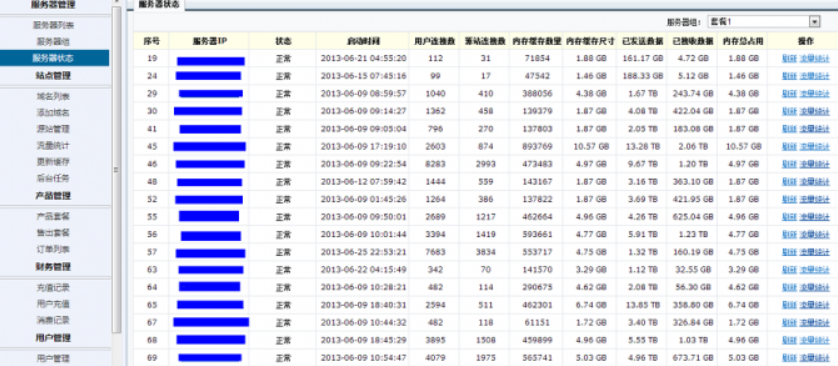 服务器管理
服务器列表
服务器组
服务器状态
站点管理
域名列表
添加域名
源站管理
流量统计
更新缓存
后台任务
产品管理
产品套餐
售出套餐
订单列表
财务管理
充值记录
用户充值
消费记录
用户管理
用户管理
服务器状态
服务器组: 套餐1
序号 服务器IP 状态 启动时间 用户连接数 源站连接数 内存缓存数量 内存缓存尺寸 已发送数据 已接收数据 内存总占用 操作
19 正常 2013-06-21 04:55:20 112 31 71854 1.88 GB 161.17 GB 4.72 GB 1.88 GB 刷新 流量统计
24 正常 2013-06-15 07:45:16 99 17 47542 1.46 GB 188.33 GB 5.12 GB 1.46 GB 刷新 流量统计
29 正常 2013-06-09 08:59:57 1040 410 388056 4.38 GB 1.67 TB 243.74 GB 4.38 GB 刷新 流量统计
30 正常 2013-06-09 09:14:27 1362 458 139379 1.87 GB 4.08 TB 422.04 GB 1.87 GB 刷新 流量统计
41 正常 2013-06-09 09:05:04 796 270 137803 1.87 GB 2.05 TB 183.08 GB 1.87 GB 刷新 流量统计
45 正常 2013-06-09 17:19:10 2603 874 893769 10.57 GB 13.28 TB 2.06 TB 10.57 GB 刷新 流量统计
46 正常 2013-06-09 09:22:54 8283 2993 473483 4.97 GB 9.67 TB 1.20 TB 4.97 GB 刷新 流量统计
48 正常 2013-06-12 07:59:42 1444 559 143167 1.87 GB 3.16 TB 363.10 GB 1.87 GB 刷新 流量统计
52 正常 2013-06-09 01:45:26 1264 386 137822 1.87 GB 3.69 TB 421.95 GB 1.87 GB 刷新 流量统计
55 正常 2013-06-09 09:50:01 2689 1217 462664 4.96 GB 4.26 TB 625.04 GB 4.96 GB 刷新 流量统计
56 正常 2013-06-09 10:01:44 3394 1419 593661 4.77 GB 5.91 TB 1.23 TB 4.77 GB 刷新 流量统计
57 正常 2013-06-25 22:53:21 7683 3834 553717 4.75 GB 1.32 TB 160.19 GB 4.75 GB 刷新 流量统计
63 正常 2013-06-22 04:15:49 342 70 141570 3.29 GB 1.12 TB 32.55 GB 3.29 GB 刷新 流量统计
64 正常 2013-06-09 10:28:21 482 114 290675 4.62 GB 2.08 TB 56.30 GB 4.62 GB 刷新 流量统计
65 正常 2013-06-09 18:40:31 2594 511 462301 6.74 GB 13.85 TB 358.80 GB 6.74 GB 刷新 流量统计
67 正常 2013-06-09 10:44:32 482 118 61151 1.72 GB 3.40 TB 326.84 GB 1.72 GB 刷新 流量统计
68 正常 2013-06-09 18:45:29 3895 1508 459899 4.96 GB 5.55 TB 1.03 TB 4.96 GB 刷新 流量统计
69 正常 2013-06-09 10:54:47 4079 1975 565741 5.03 GB 4.96 TB 673.71 GB 5.03 GB 刷新 流量统计